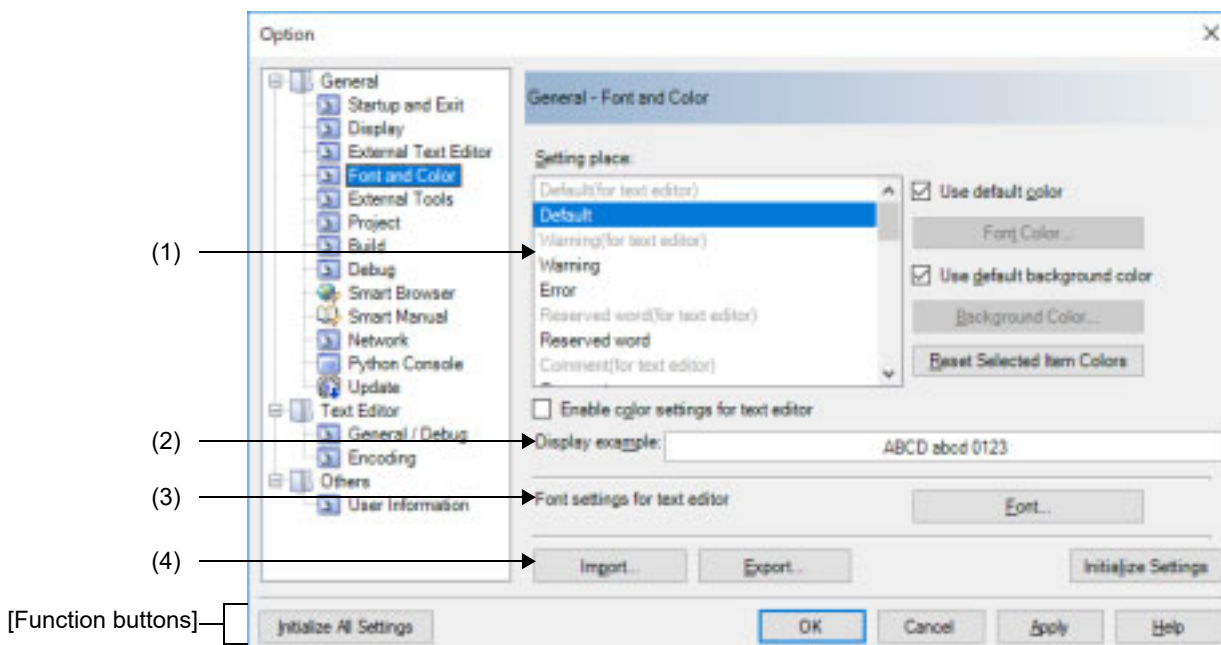 Option
General
Startup and Exit
Display
External Text Editor
Font and Color
External Tools
Project
Build
Debug
Smart Browser
Smart Manual
Network
Python Console
Update
Text Editor
General / Debug
Encoding
Others
User Information
General - Font and Color
Setting place:
Default(for text editor)
Default
Warning(for text editor)
Warning
Error
Reserved word(for text editor)
Reserved word
Comment(for text editor)
Use default color
Font Color...
Use default background color
Background Color...
Reset Selected Item Colors
Enable color settings for text editor
Display example:
ABCD abcd 0123
Font settings for text editor
Font...
Import...
Export...
Initialize Settings
Initialize All Settings
OK
Cancel
Apply
Help
(1)
(2)
(3)
(4)
[Function buttons]